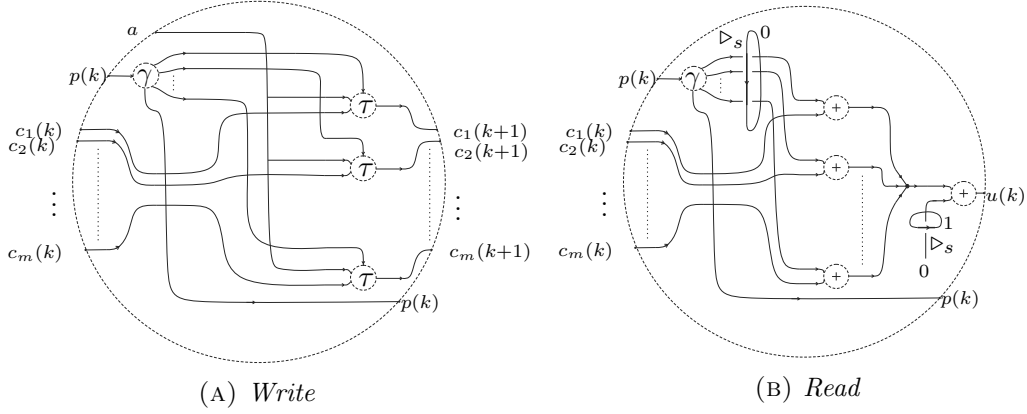 a
p(k)
γ
τ
c₁(k)
c₂(k)
⋮
cₘ(k)
τ
τ
c₁(k+1)
c₂(k+1)
⋮
cₘ(k+1)
p(k)
(A) Write
▷ₛ
0
p(k)
γ
+
c₁(k)
c₂(k)
⋮
cₘ(k)
+
+
+
u(k)
1
▷ₛ
0
p(k)
(B) Read